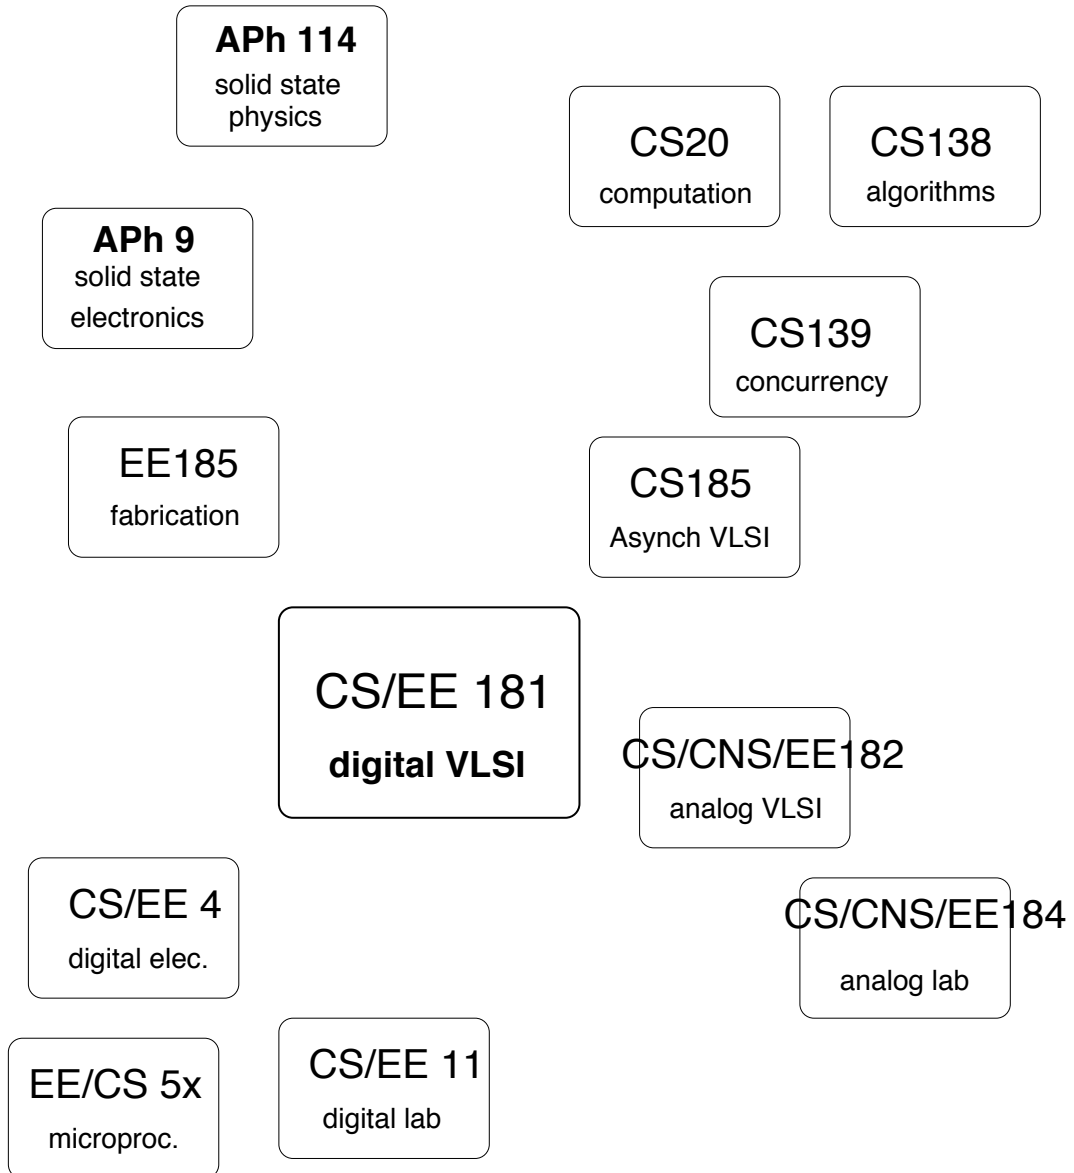 APh 114
solid state
physics
CS20
computation
CS138
algorithms
APh 9
solid state
electronics
CS139
concurrency
EE185
fabrication
CS185
Asynch VLSI
CS/EE 181
digital VLSI
CS/CNS/EE182
analog VLSI
CS/EE 4
digital elec.
CS/CNS/EE184
analog lab
EE/CS 5x
microproc.
CS/EE 11
digital lab